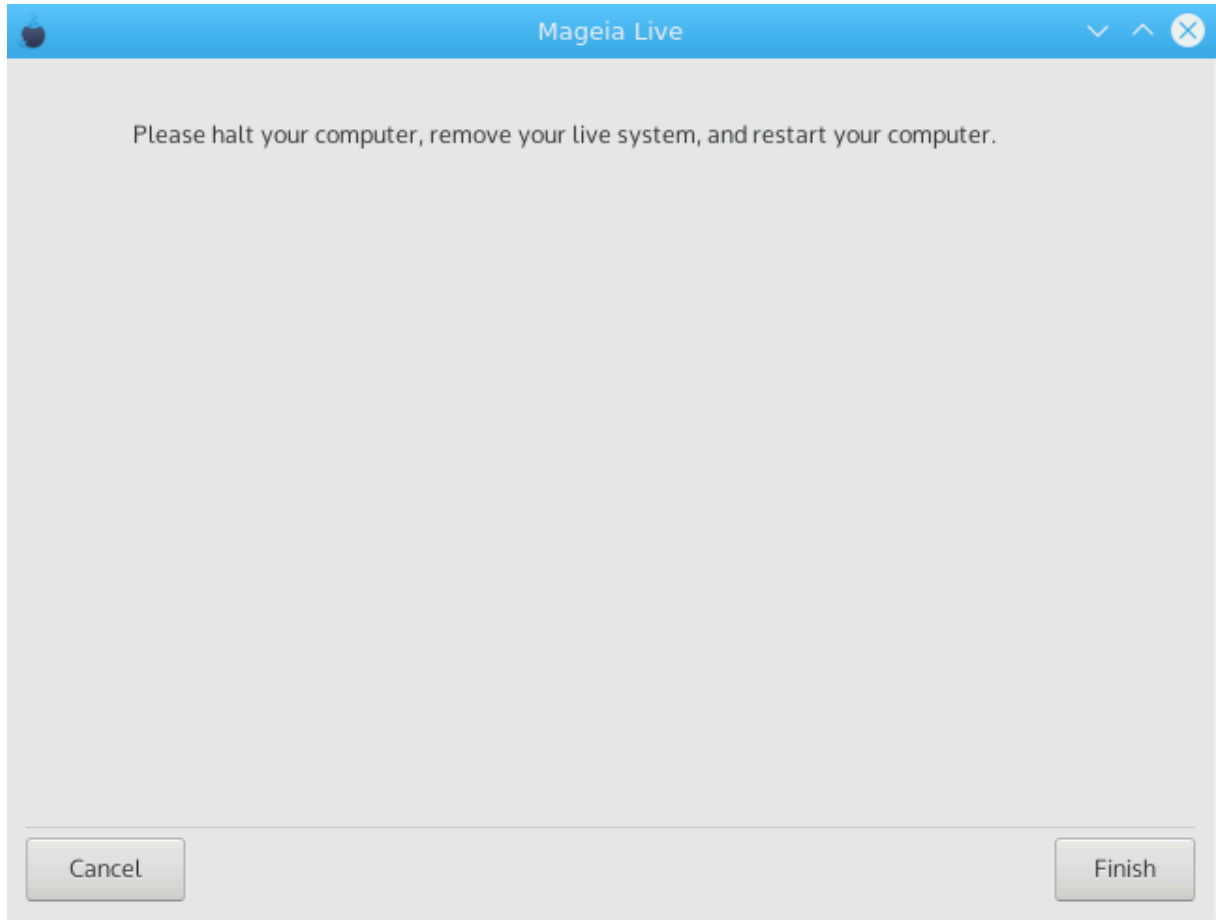 Mageia Live
Please halt your computer, remove your live system, and restart your computer.
Cancel
Finish